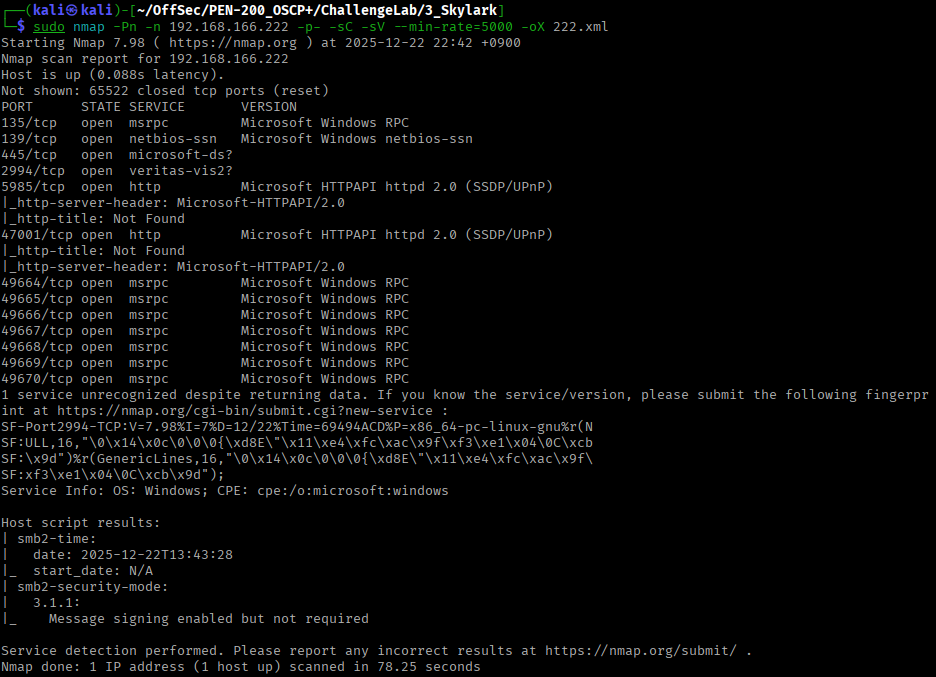 ┌──(kali㉿kali)-[~/OffSec/PEN-200_OSCP+/ChallengeLab/3_Skylark]
└─$ sudo nmap -Pn -n 192.168.166.222 -p- -sC -sV --min-rate=5000 -oX 222.xml
Starting Nmap 7.98 ( https://nmap.org ) at 2025-12-22 22:42 +0900
Nmap scan report for 192.168.166.222
Host is up (0.088s latency).
Not shown: 65522 closed tcp ports (reset)
PORT      STATE SERVICE       VERSION
135/tcp   open  msrpc         Microsoft Windows RPC
139/tcp   open  netbios-ssn   Microsoft Windows netbios-ssn
445/tcp   open  microsoft-ds?
2994/tcp  open  veritas-vis2?
5985/tcp  open  http          Microsoft HTTPAPI httpd 2.0 (SSDP/UPnP)
|_http-server-header: Microsoft-HTTPAPI/2.0
|_http-title: Not Found
47001/tcp open  http          Microsoft HTTPAPI httpd 2.0 (SSDP/UPnP)
|_http-title: Not Found
|_http-server-header: Microsoft-HTTPAPI/2.0
49664/tcp open  msrpc         Microsoft Windows RPC
49665/tcp open  msrpc         Microsoft Windows RPC
49666/tcp open  msrpc         Microsoft Windows RPC
49667/tcp open  msrpc         Microsoft Windows RPC
49668/tcp open  msrpc         Microsoft Windows RPC
49669/tcp open  msrpc         Microsoft Windows RPC
49670/tcp open  msrpc         Microsoft Windows RPC
1 service unrecognized despite returning data. If you know the service/version, please submit the following fingerpr
int at https://nmap.org/cgi-bin/submit.cgi?new-service :
SF-Port2994-TCP:V=7.98%I=7%D=12/22%Time=69494ACD%P=x86_64-pc-linux-gnu%r(N
SF:ULL,16,"\0\x14\x0c\0\0\0{\xd8E\"\x11\xe4\xfc\xac\x9f\xf3\xe1\x04\0C\xcb
SF:\x9d")%r(GenericLines,16,"\0\x14\x0c\0\0\0{\xd8E\"\x11\xe4\xfc\xac\x9f\
SF:xf3\xe1\x04\0C\xcb\x9d");
Service Info: OS: Windows; CPE: cpe:/o:microsoft:windows

Host script results:
| smb2-time:
|   date: 2025-12-22T13:43:28
|_  start_date: N/A
| smb2-security-mode:
|   3.1.1:
|_    Message signing enabled but not required

Service detection performed. Please report any incorrect results at https://nmap.org/submit/ .
Nmap done: 1 IP address (1 host up) scanned in 78.25 seconds